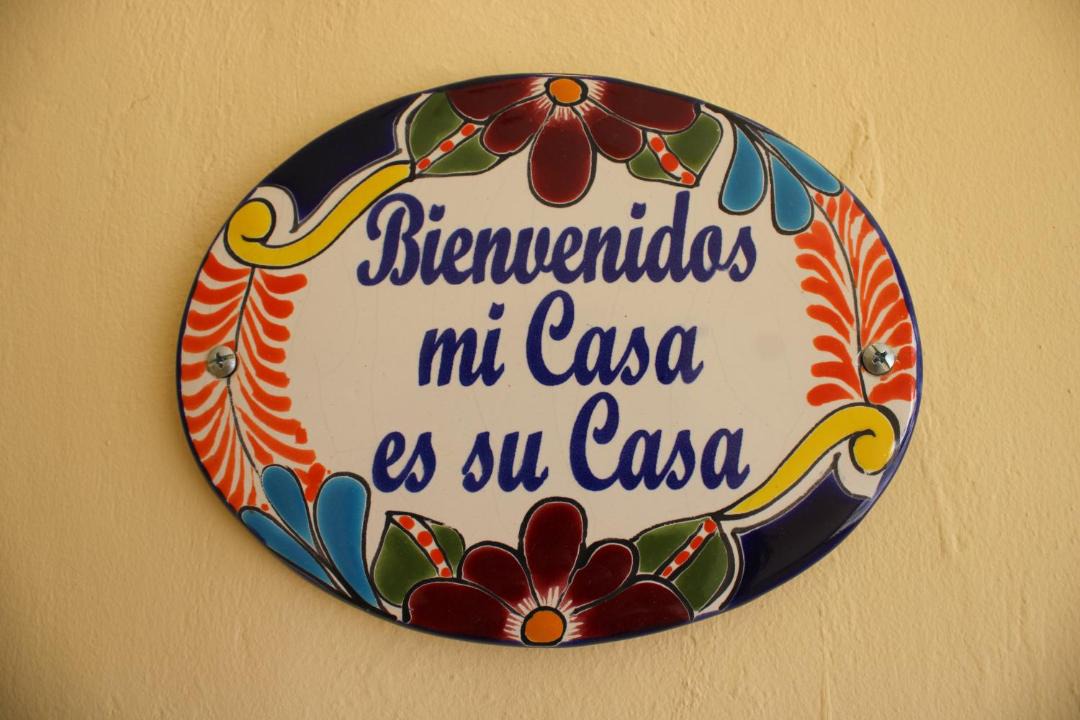 Bienvenidos
mi Casa
es su Casa